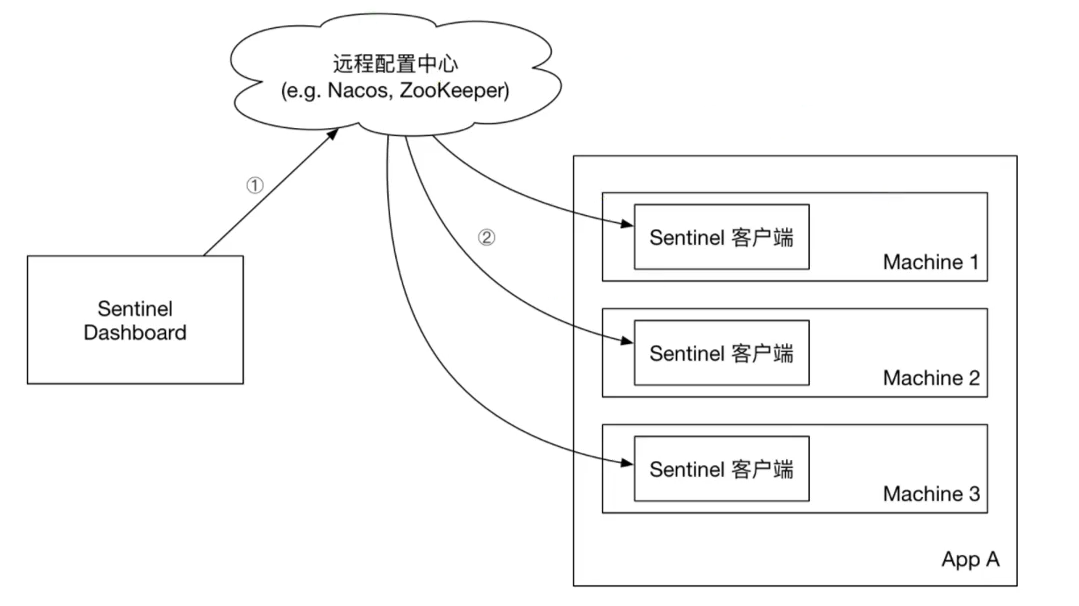 远程配置中心
(e.g. Nacos, ZooKeeper)
①
②
Sentinel
Dashboard
Sentinel 客户端
Machine 1
Sentinel 客户端
Machine 2
Sentinel 客户端
Machine 3
App A